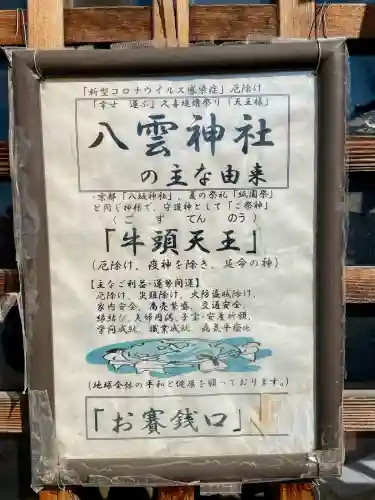 「新型コロナウイルス感染症」厄除け
「幸せ 運ぶ」久喜提燈祭り「天王様」
八雲神社
の主な由来
・京都「八坂神社」、夏の祭礼「祇園祭」
と同じ神様で、守護神として「ご祭神」
(ご ず てん のう)
「牛頭天王」
(厄除け、疫神を除き、延命の神)
【主なご利益・運勢開運】
厄除け、災難除け、火防盗賊除け、
家内安全、商売繁盛、交通安全、
縁結び、夫婦円満、子宝・安産祈願、
学問成就、職業成就、病気平癒他
(地球全体の平和と健康を願っております。)
「お賽銭口」